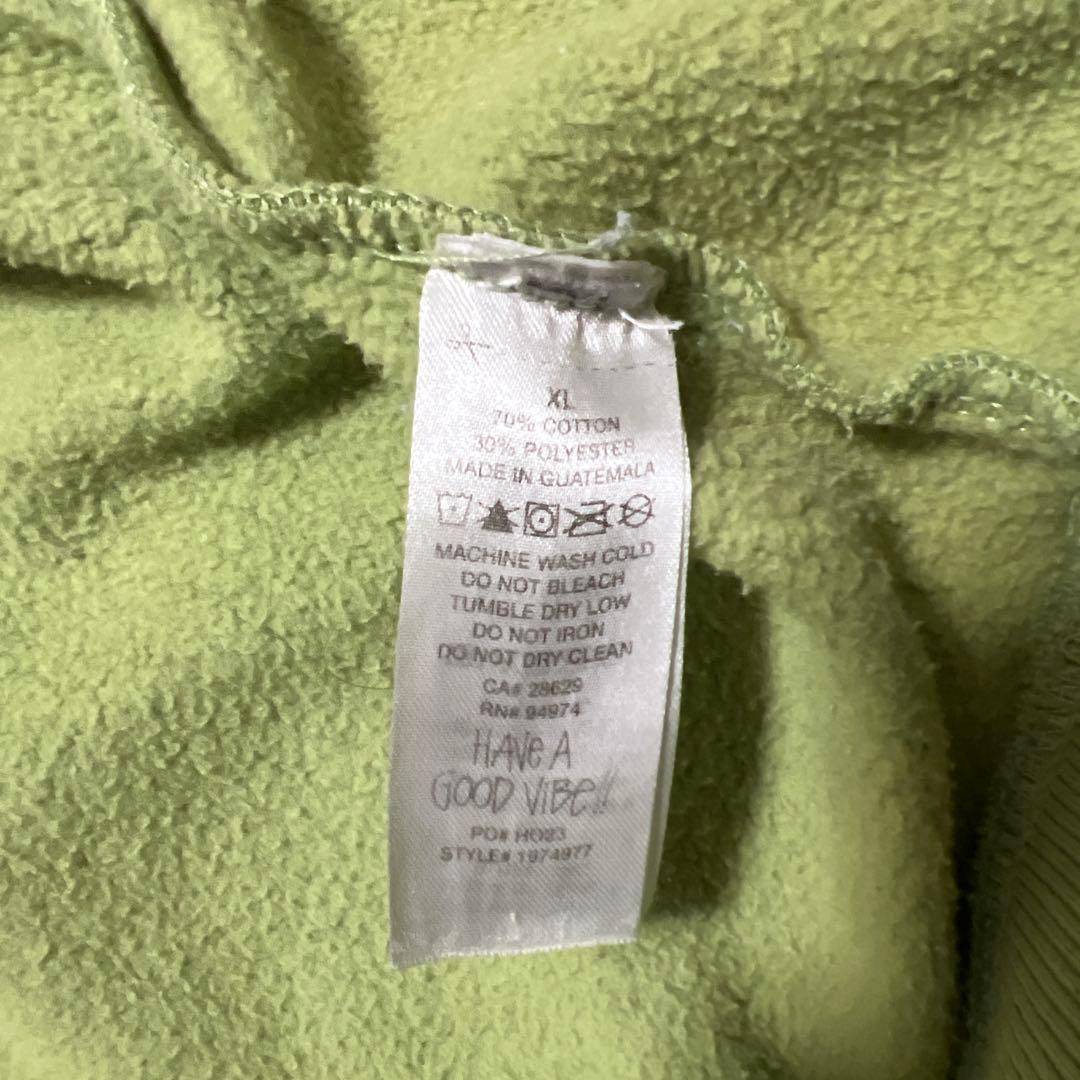 XL
70% COTTON
30% POLYESTER
MADE IN GUATEMALA
MACHINE WASH COLD
DO NOT BLEACH
TUMBLE DRY LOW
DO NOT IRON
DO NOT DRY CLEAN
CA# 28629
RN# 94974
HAVE A
GOOD VIBE!!
PO# HO23
STYLE# 1974977